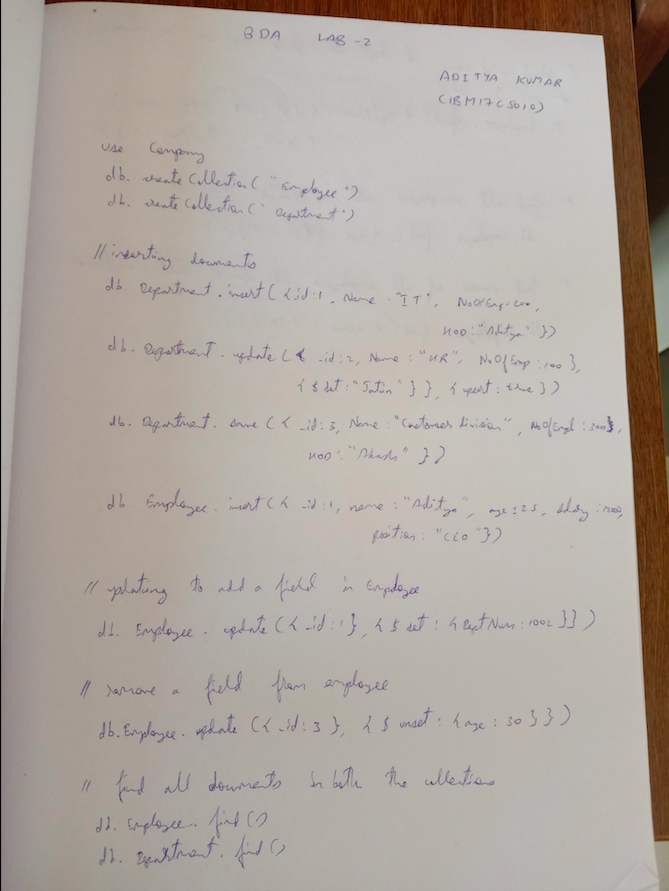 BDA LAB - 2
ADITYA KUMAR
(1BM17CS010)
use Company
db. createCollection( "Employee")
db. createCollection( "Department")
// inserting documents
db. Department. insert( { _id:1, Name : "IT", NoOfEmp:200,
HOD: "Aditya" })
db. Department. update ( { _id:2, Name : "HR", NoOfEmp : 100 },
{ $ set : "Jatin" } }, { upsert : true } )
db. Department. save ( { _id:3, Name : "Customer division", NoOfEmpl : 300},
HOD : "Akash" } )
db. Employee. insert ( { _id:1, name : "Aditya", age : 25, salary :
position : "CEO" })
// updating to add a field in Employee
db. Employee. update ( { _id : 1 }, { $ set : { DeptNum : 1002 } } )
// remove a field from employee
db. Employee. update ( { _id : 3 }, { $ unset : { age : 30 } } )
// find all documents in both the collections
db. Employee. find ()
db. Department. find ()